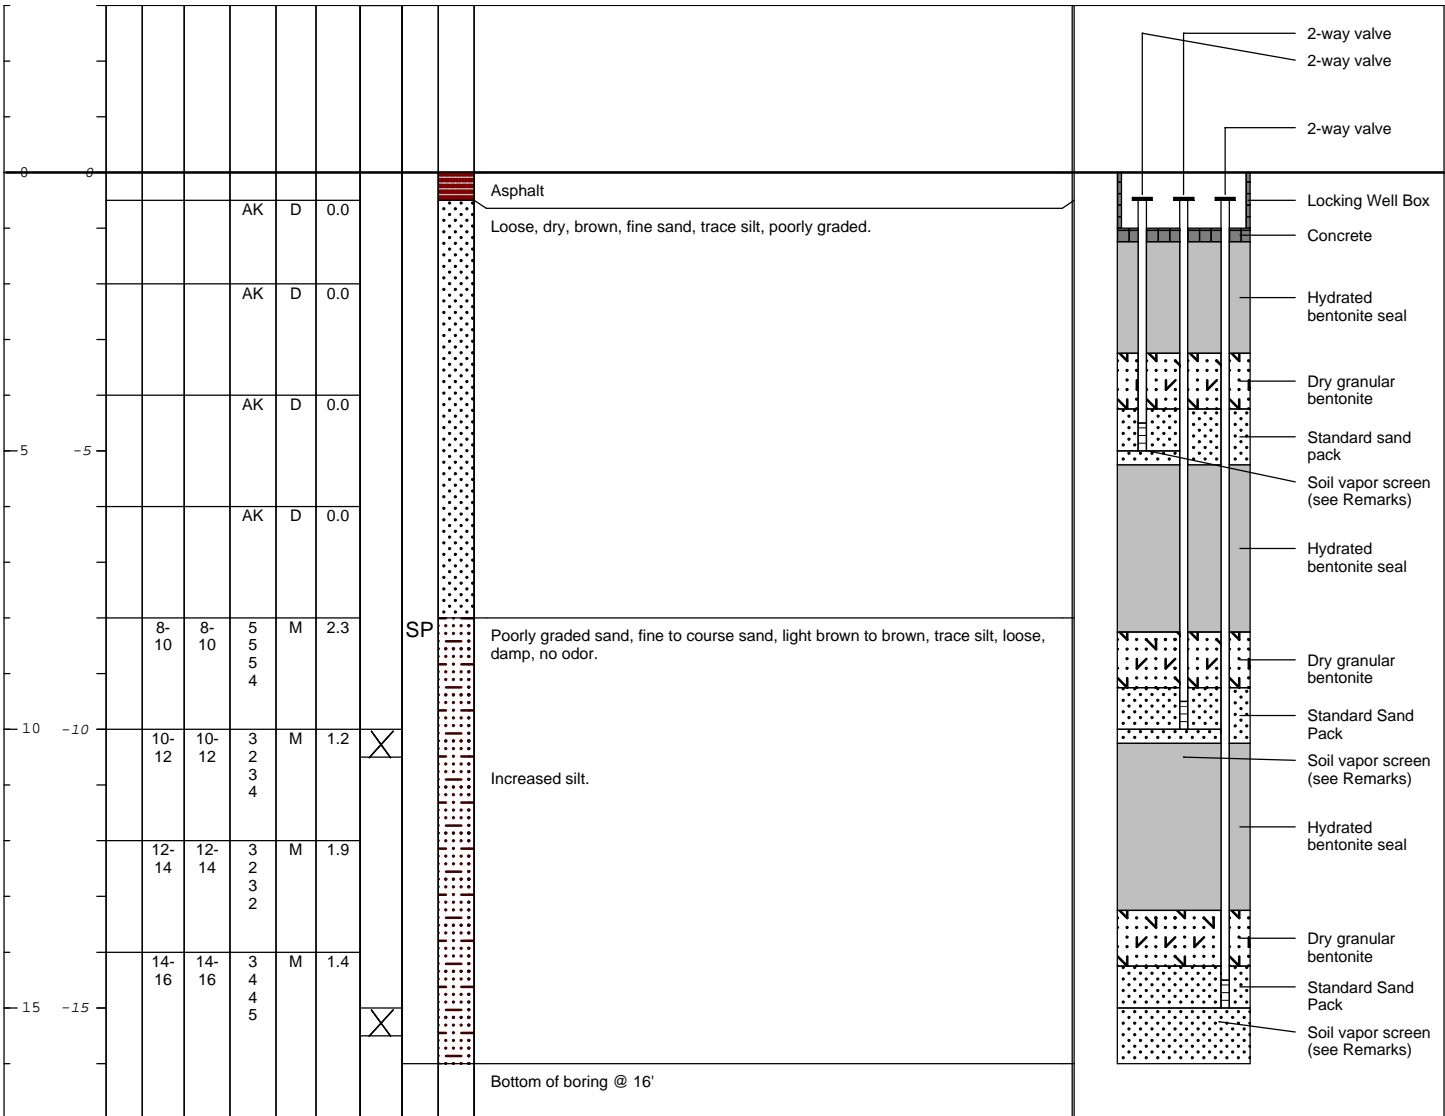 2-way valve
2-way valve
2-way valve
0 0
Asphalt
Locking Well Box
AK D 0.0
Loose, dry, brown, fine sand, trace silt, poorly graded.
Concrete
AK D 0.0
Hydrated
bentonite seal
Dry granular
bentonite
AK D 0.0
Standard sand
pack
-5 -5
Soil vapor screen
(see Remarks)
AK D 0.0
Hydrated
bentonite seal
8-
10
8-
10
5
5
5
4
M 2.3
SP
Poorly graded sand, fine to course sand, light brown to brown, trace silt, loose,
damp, no odor.
Dry granular
bentonite
Standard Sand
Pack
-10 -10
10-
12
10-
12
3
2
3
4
M 1.2
Soil vapor screen
(see Remarks)
Increased silt.
Hydrated
bentonite seal
12-
14
12-
14
3
2
3
2
M 1.9
Dry granular
bentonite
14-
16
14-
16
3
4
4
5
M 1.4
Standard Sand
Pack
-15 -15
Soil vapor screen
(see Remarks)
Bottom of boring @ 16'